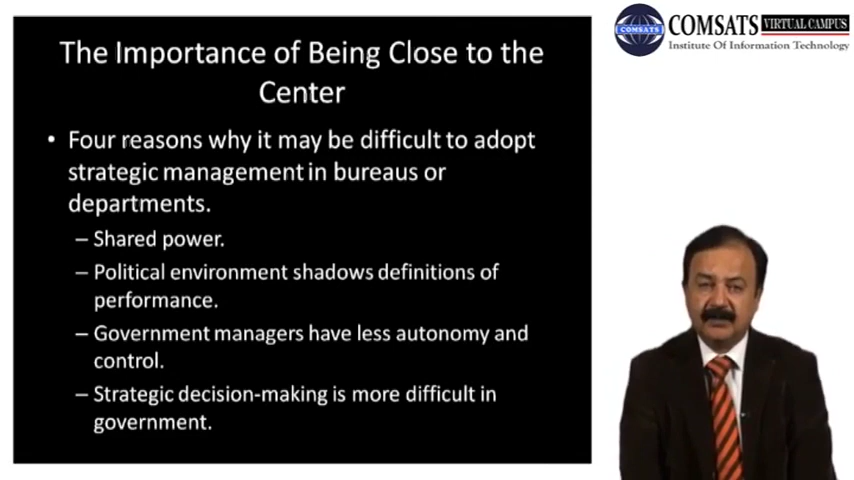 The Importance of Being Close to the
Center
• Four reasons why it may be difficult to adopt
strategic management in bureaus or
departments.
– Shared power.
– Political environment shadows definitions of
performance.
– Government managers have less autonomy and
control.
– Strategic decision-making is more difficult in
government.
COMSATS
COMSATS VIRTUAL CAMPUS
Institute Of Information Technology